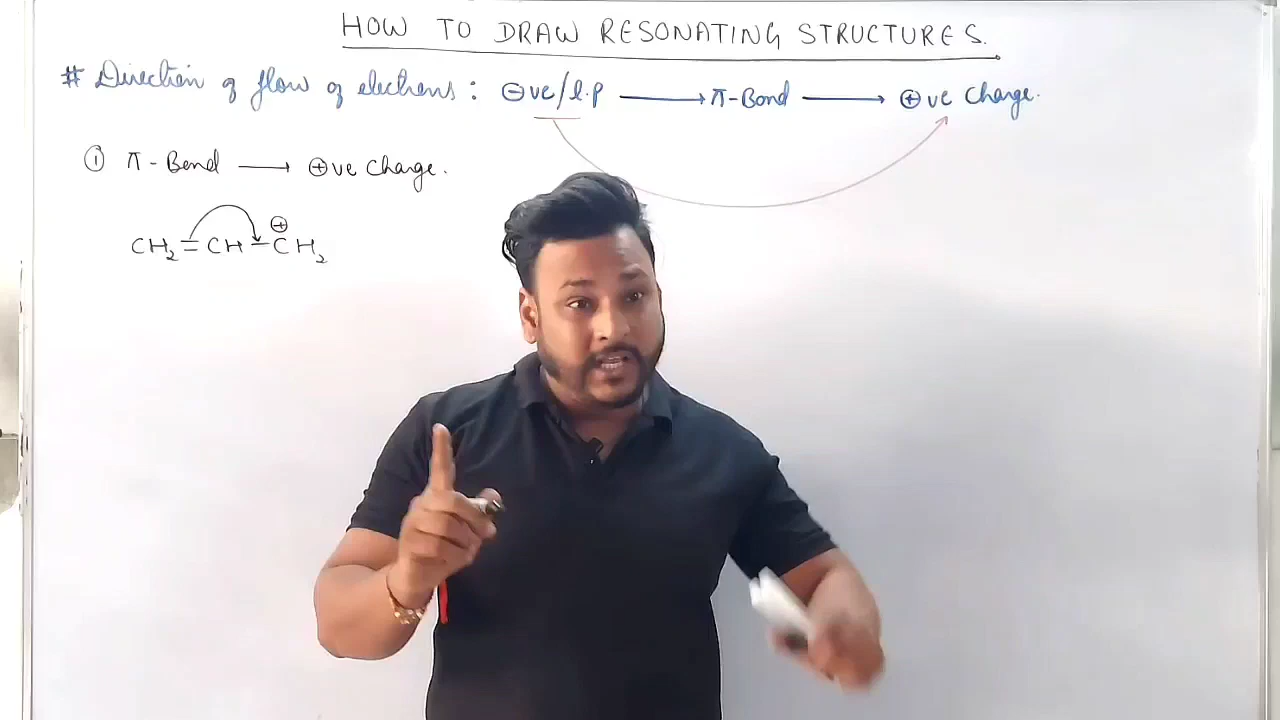 HOW TO DRAW RESONATING STRUCTURES.
# Direction of flow of electrons : ⊖ve/l.p ⟶ π-Bond ⟶ ⊕ve Charge.
① π-Bond ⟶ ⊕ve Charge.
⊕
CH₂=CH–CH₂